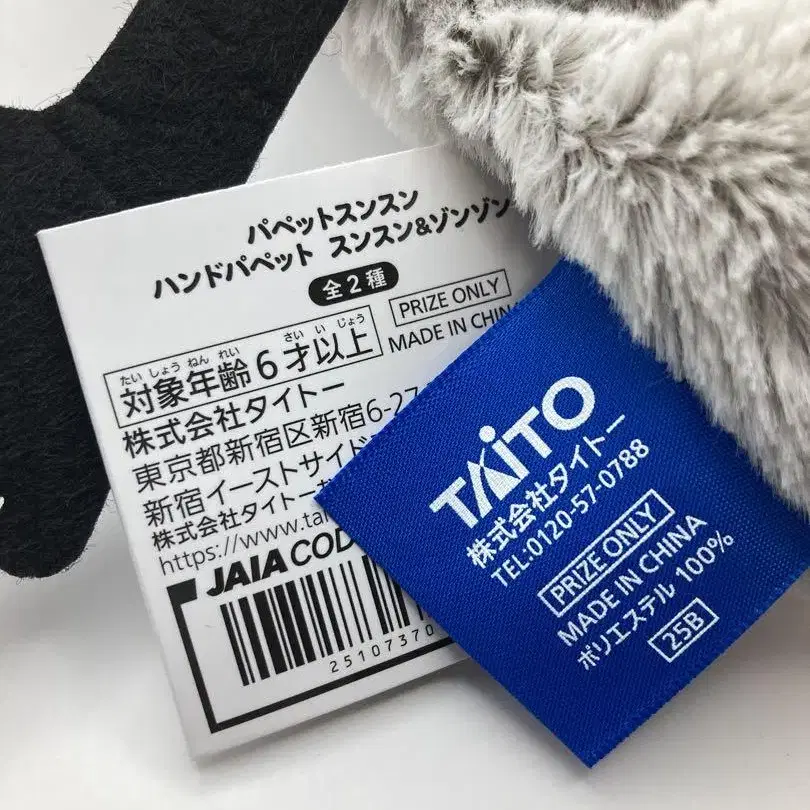 パペットスンスン
ハンドパペット スンスン&ゾンゾン
全2種
PRIZE ONLY
MADE IN CHIN
たいしょうねんれい さいいじょう
対象年齢6才以上
株式会社タイトー
東京都新宿区新宿6-27
新宿イーストサイド
株式会社タイトー
https://www.tai
JAIA COD
25107370
TAITO
株式会社タイトー
TEL:0120-57-0788
PRIZE ONLY
MADE IN CHINA
ポリエステル 100%
25B